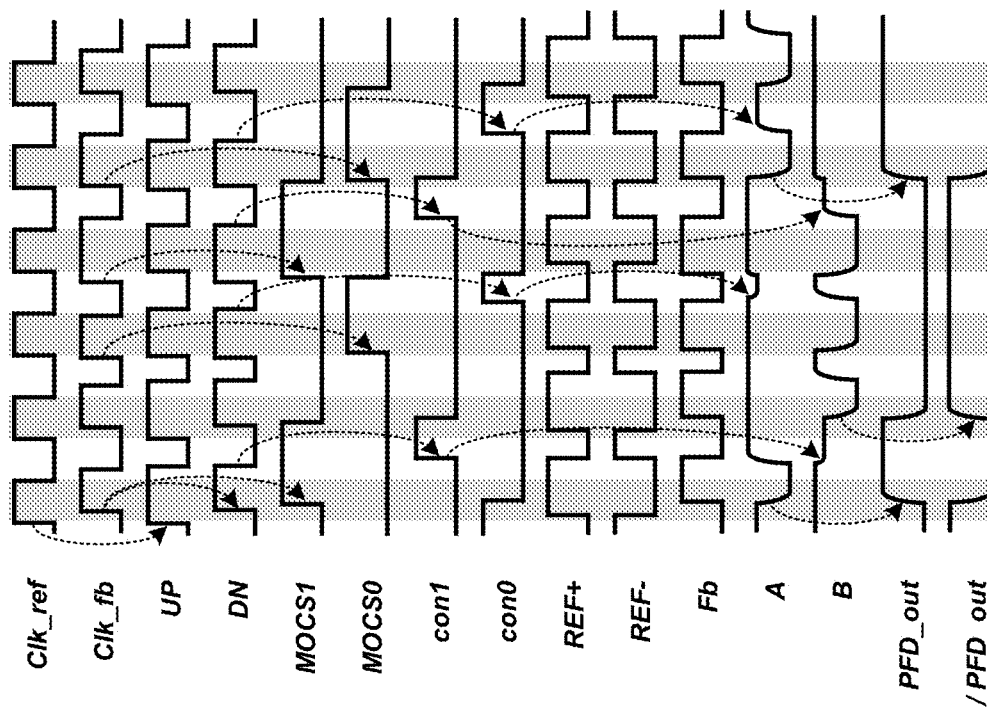 Clk_ref
Clk_fb
UP
DN
MOCS1
MOCS0
con1
con0
REF+
REF-
Fb
A
B
PFD_out
/ PFD_out